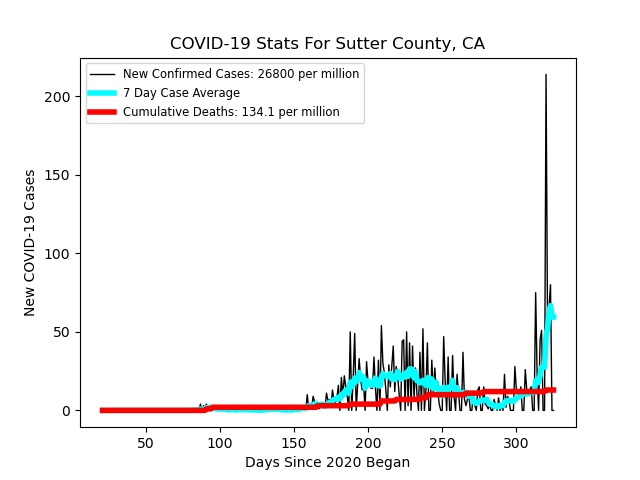 COVID-19 Stats For Sutter County, CA
New Confirmed Cases: 26800 per million
7 Day Case Average
Cumulative Deaths: 134.1 per million
New COVID-19 Cases
200
150
100
50
0
50 100 150 200 250 300
Days Since 2020 Began